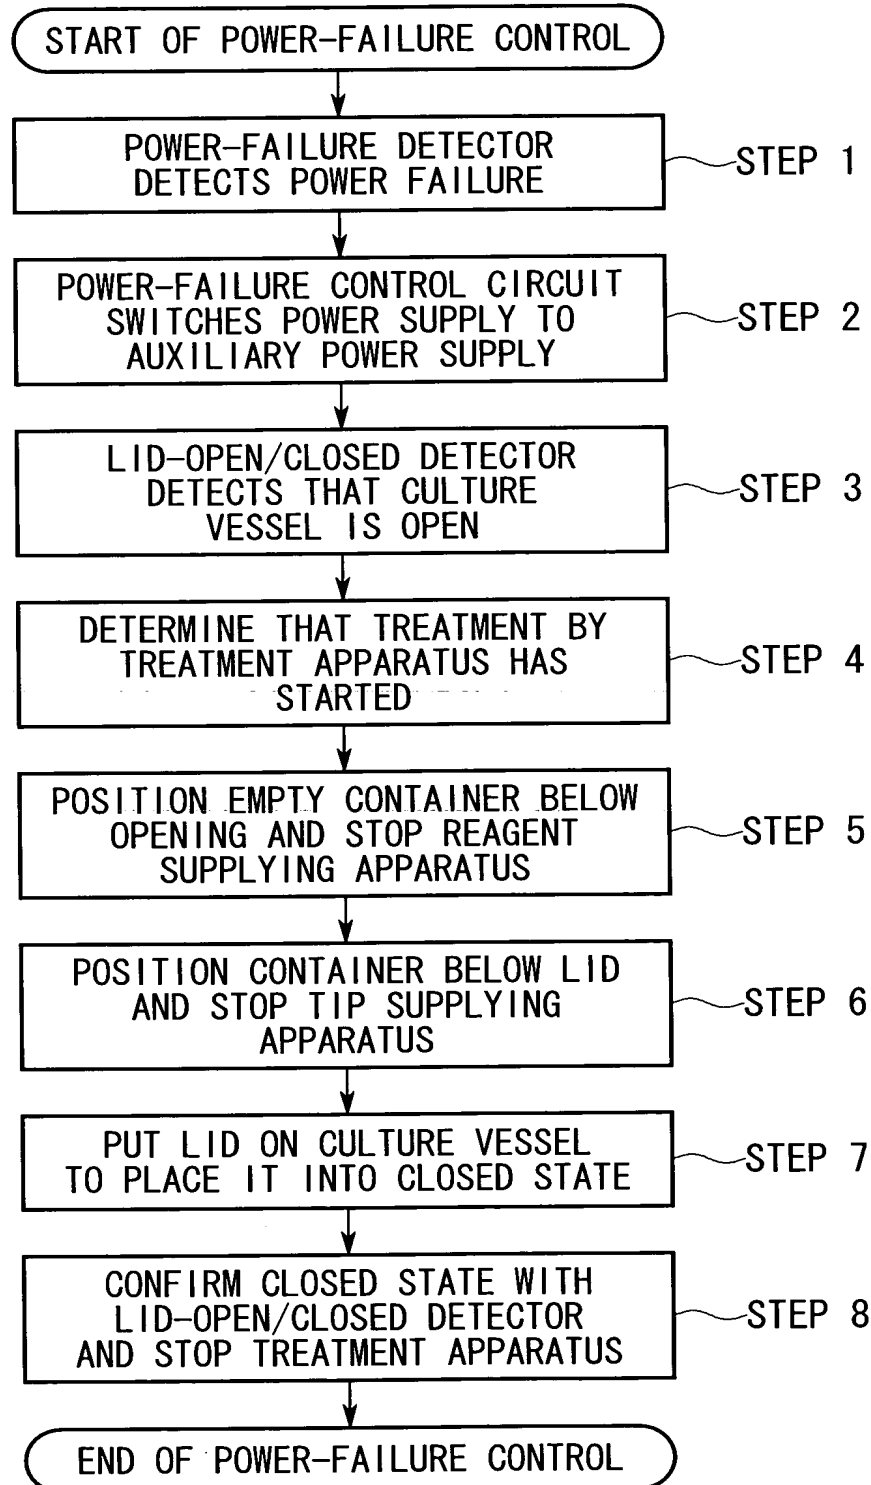 START OF POWER-FAILURE CONTROL
POWER-FAILURE DETECTOR
DETECTS POWER FAILURE
STEP 1
POWER-FAILURE CONTROL CIRCUIT
SWITCHES POWER SUPPLY TO
AUXILIARY POWER SUPPLY
STEP 2
LID-OPEN/CLOSED DETECTOR
DETECTS THAT CULTURE
VESSEL IS OPEN
STEP 3
DETERMINE THAT TREATMENT BY
TREATMENT APPARATUS HAS
STARTED
STEP 4
POSITION EMPTY CONTAINER BELOW
OPENING AND STOP REAGENT
SUPPLYING APPARATUS
STEP 5
POSITION CONTAINER BELOW LID
AND STOP TIP SUPPLYING
APPARATUS
STEP 6
PUT LID ON CULTURE VESSEL
TO PLACE IT INTO CLOSED STATE
STEP 7
CONFIRM CLOSED STATE WITH
LID-OPEN/CLOSED DETECTOR
AND STOP TREATMENT APPARATUS
STEP 8
END OF POWER-FAILURE CONTROL